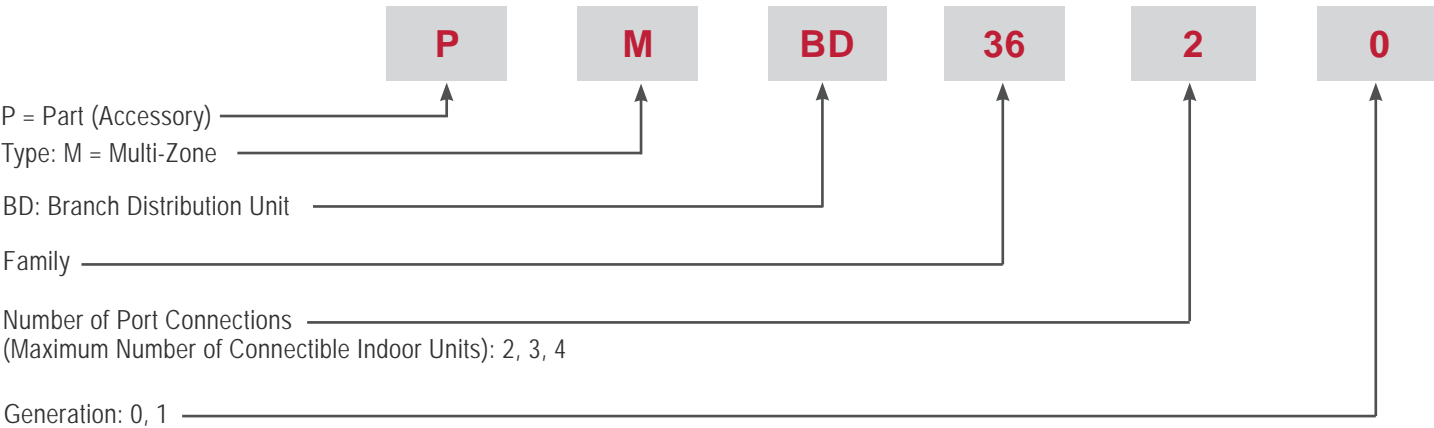 P M BD 36 2 0
P = Part (Accessory)
Type: M = Multi-Zone
BD: Branch Distribution Unit
Family
Number of Port Connections
(Maximum Number of Connectible Indoor Units): 2, 3, 4
Generation: 0, 1